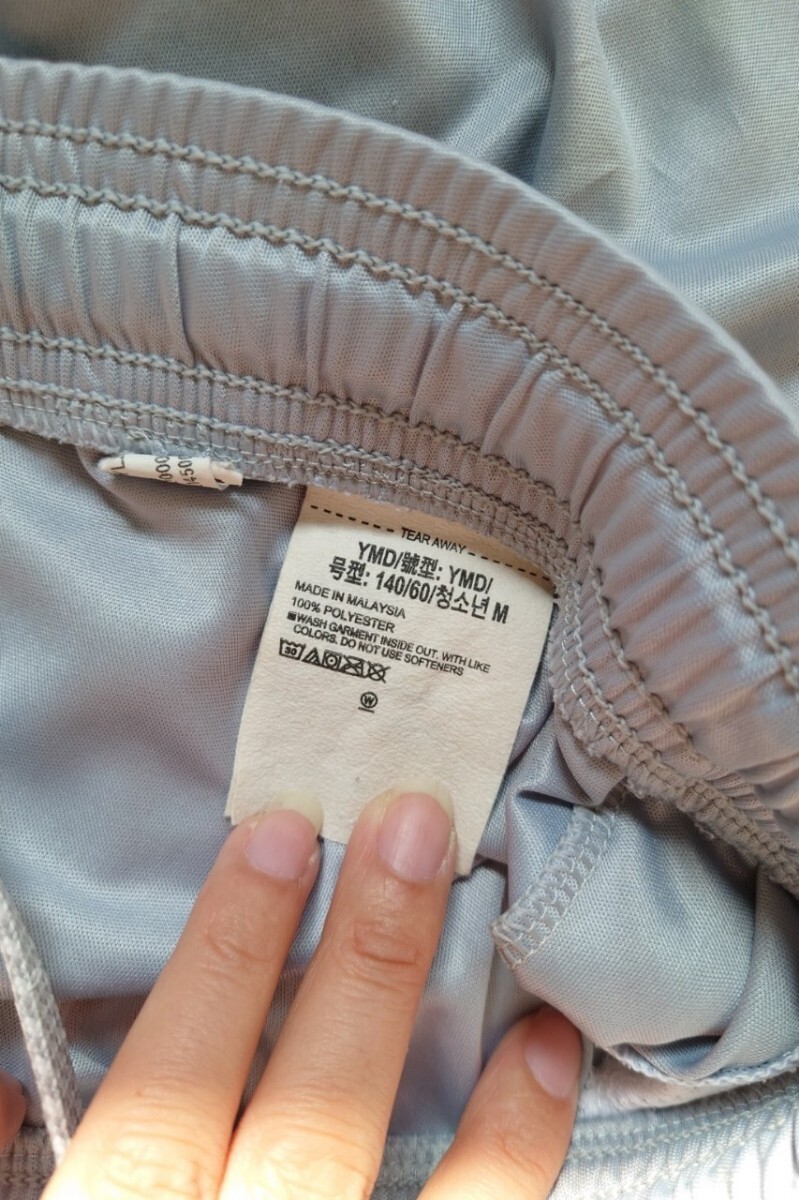 TEAR AWAY
YMD/號型: YMD/
号型: 140/60/청소년 M
MADE IN MALAYSIA
100% POLYESTER
WASH GARMENT INSIDE OUT. WITH LIKE
COLORS. DO NOT USE SOFTENERS
30
W